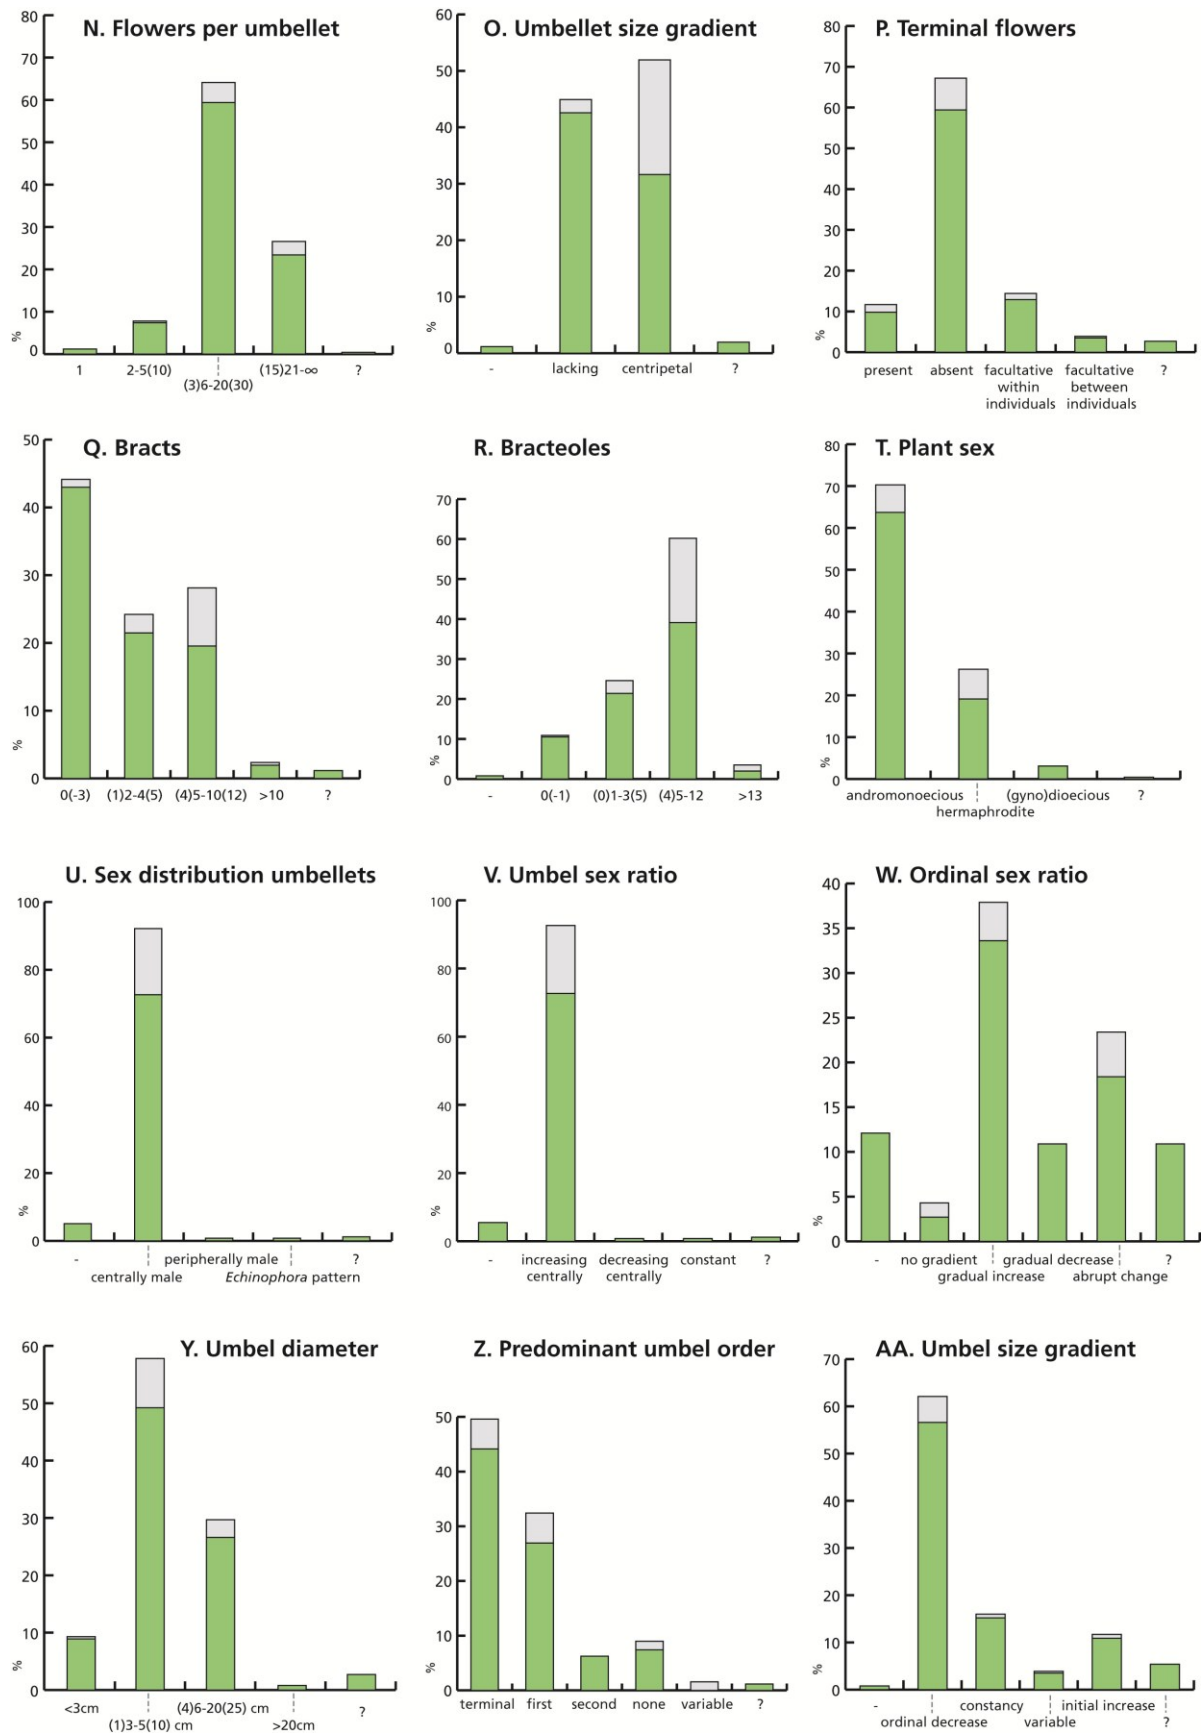 N. Flowers per umbellet
80
70
60
50
40
30
20
10
0
%
1
2-5(10)
(3)6-20(30)
(15)21-∞
?
O. Umbellet size gradient
60
50
40
30
20
10
0
%
-
lacking
centripetal
?
P. Terminal flowers
80
70
60
50
40
30
20
10
0
%
present
absent
facultative
within
individuals
facultative
between
individuals
?
Q. Bracts
50
40
30
20
10
0
%
0(-3)
(1)2-4(5)
(4)5-10(12)
>10
?
R. Bracteoles
70
60
50
40
30
20
10
0
%
-
0(-1)
(0)1-3(5)
(4)5-12
>13
T. Plant sex
80
70
60
50
40
30
20
10
0
%
andromonoecious
hermaphrodite
(gyno)dioecious
?
U. Sex distribution umbellets
100
80
60
40
20
0
%
-
centrally male
peripherally male
Echinophora pattern
?
V. Umbel sex ratio
100
80
60
40
20
0
%
-
increasing
centrally
decreasing
centrally
constant
?
W. Ordinal sex ratio
40
35
30
25
20
15
10
5
0
%
-
no gradient
gradual increase
gradual decrease
abrupt change
?
Y. Umbel diameter
60
50
40
30
20
10
0
%
<3cm
(1)3-5(10) cm
(4)6-20(25) cm
>20cm
?
Z. Predominant umbel order
50
40
30
20
10
0
%
terminal
first
second
none
variable
?
AA. Umbel size gradient
70
60
50
40
30
20
10
0
%
-
ordinal decrease
constancy
variable
initial increase
?